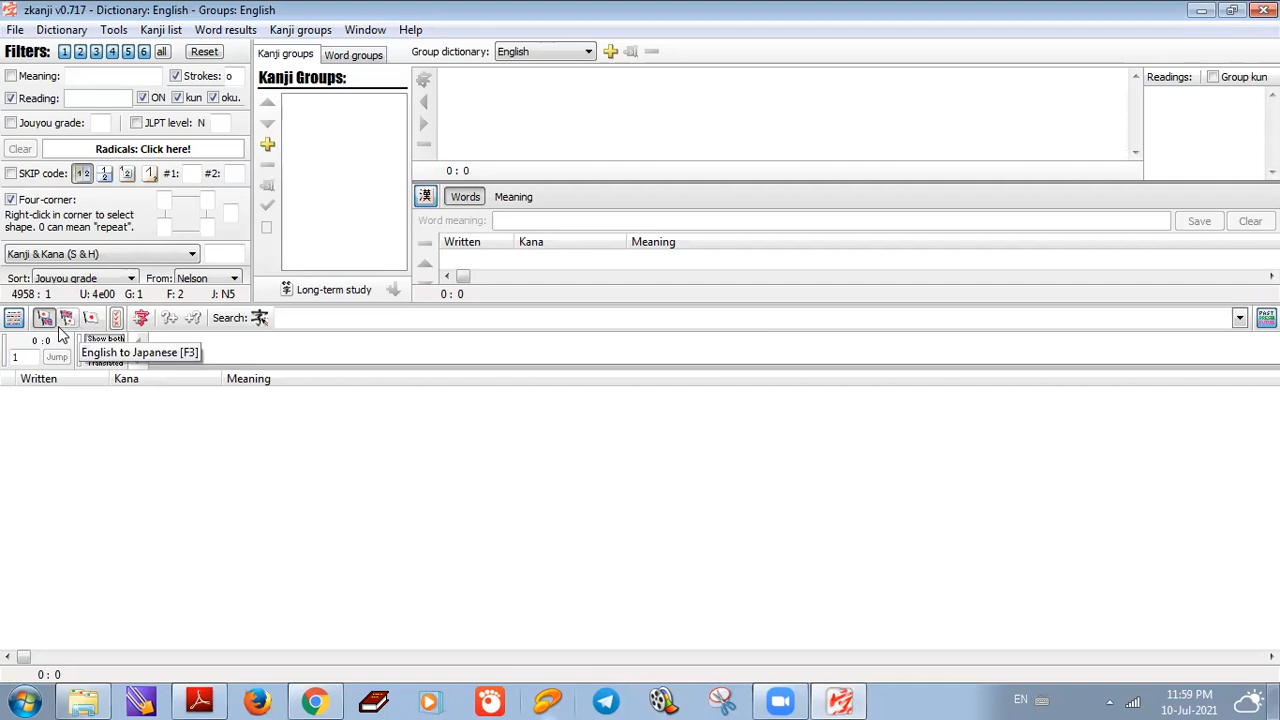 zkanji v0.717 - Dictionary: English - Groups: English
File Dictionary Tools Kanji list Word results Kanji groups Window Help
Filters: 1 2 3 4 5 6 all Reset
Meaning: Strokes: o
Reading: ON kun oku.
Jouyou grade: JLPT level: N
Clear Radicals: Click here!
SKIP code: #1: #2:
Four-corner:
Right-click in corner to select
shape. 0 can mean "repeat".
Kanji & Kana (S & H)
Sort: Jouyou grade From: Nelson
4958 : 1 U: 4e00 G: 1 F: 2 J: N5
Kanji groups Word groups
Kanji Groups:
Long-term study
Group dictionary: English
Readings: Group kun
0 : 0
漢 Words Meaning
Word meaning: Save Clear
Written Kana Meaning
0 : 0
Search:
0 : 0 Show both
1 Jump
English to Japanese [F3]
Written Kana Meaning
0 : 0
EN
11:59 PM
10-Jul-2021